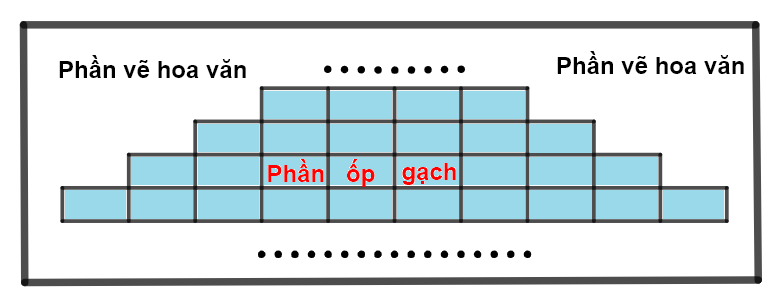 Phần vẽ hoa văn
Phần vẽ hoa văn
Phần ốp gạch